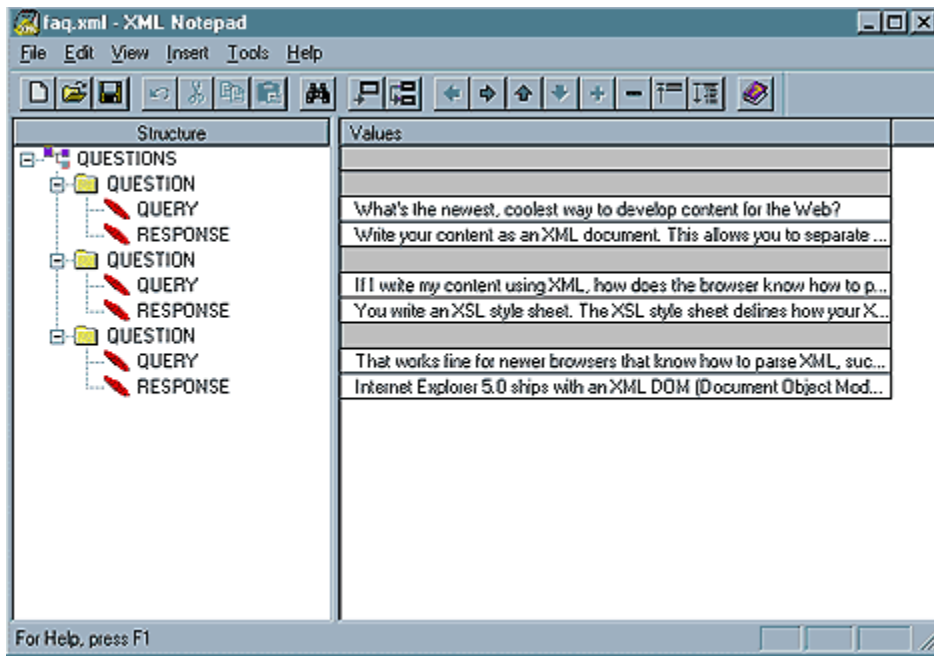 faq.xml - XML Notepad
File Edit View Insert Tools Help
Structure Values
QUESTIONS
QUESTION
QUERY What's the newest, coolest way to develop content for the Web?
RESPONSE Write your content as an XML document. This allows you to separate ...
QUESTION
QUERY If I write my content using XML, how does the browser know how to p...
RESPONSE You write an XSL style sheet. The XSL style sheet defines how your X...
QUESTION
QUERY That works fine for newer browsers that know how to parse XML, suc...
RESPONSE Internet Explorer 5.0 ships with an XML DOM (Document Object Mod...
For Help, press F1